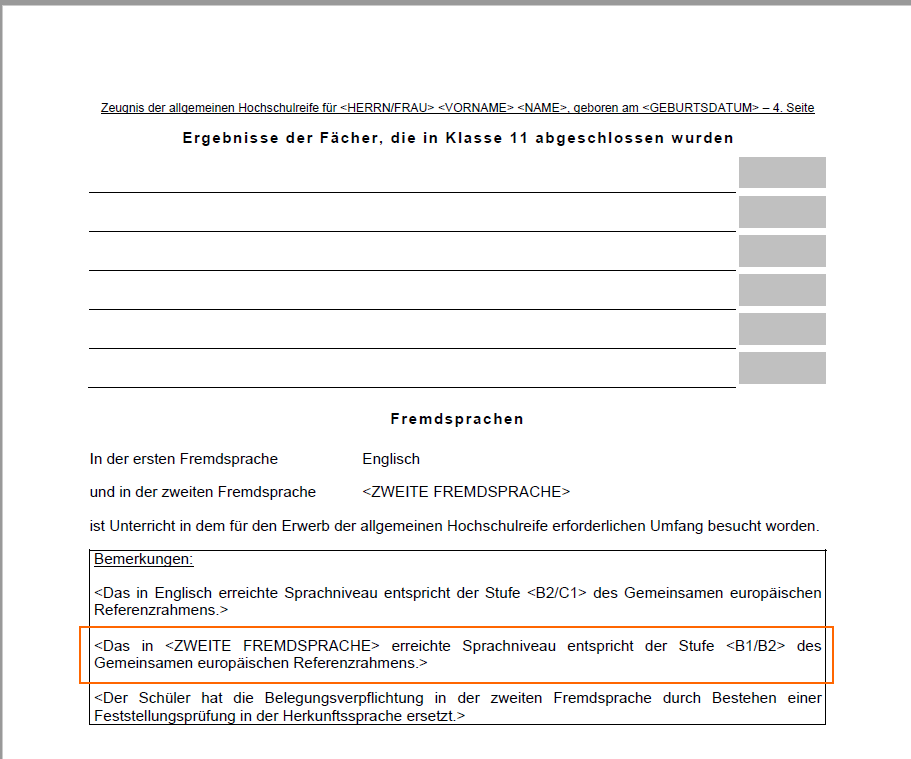 Zeugnis der allgemeinen Hochschulreife für <HERRN/FRAU> <VORNAME> <NAME>, geboren am <GEBURTSDATUM> – 4. Seite
Ergebnisse der Fächer, die in Klasse 11 abgeschlossen wurden
Fremdsprachen
In der ersten Fremdsprache Englisch
und in der zweiten Fremdsprache <ZWEITE FREMDSPRACHE>
ist Unterricht in dem für den Erwerb der allgemeinen Hochschulreife erforderlichen Umfang besucht worden.
Bemerkungen:
<Das in Englisch erreichte Sprachniveau entspricht der Stufe <B2/C1> des Gemeinsamen europäischen
Referenzrahmens.>
<Das in <ZWEITE FREMDSPRACHE> erreichte Sprachniveau entspricht der Stufe <B1/B2> des
Gemeinsamen europäischen Referenzrahmens.>
<Der Schüler hat die Belegungsverpflichtung in der zweiten Fremdsprache durch Bestehen einer
Feststellungsprüfung in der Herkunftssprache ersetzt.>